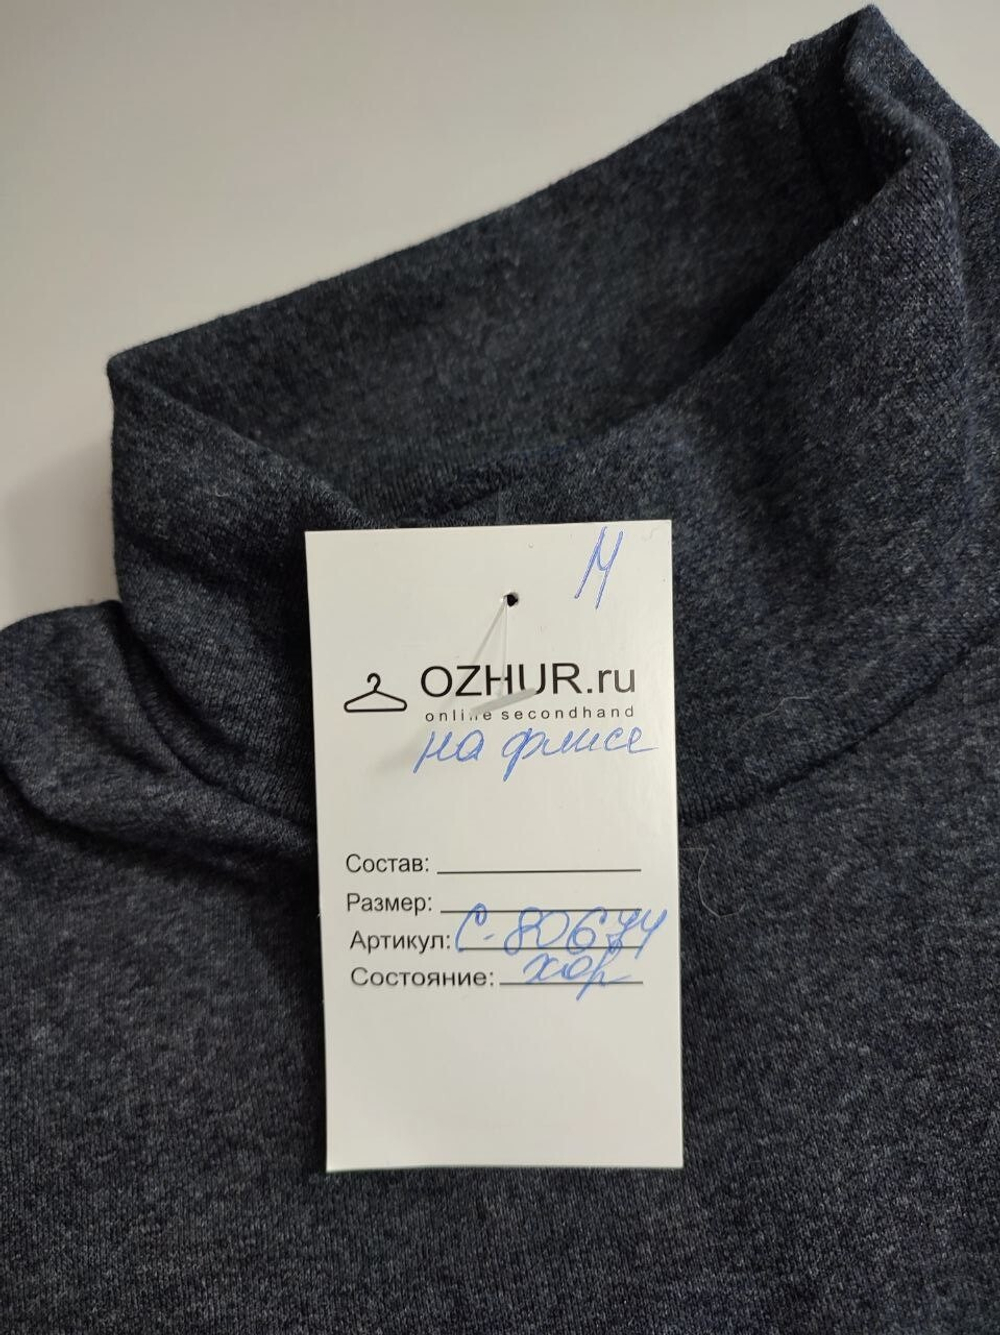 М
OZHUR.ru
online secondhand
на флисе
Состав:
Размер:
Артикул: С-80674
Состояние: хор